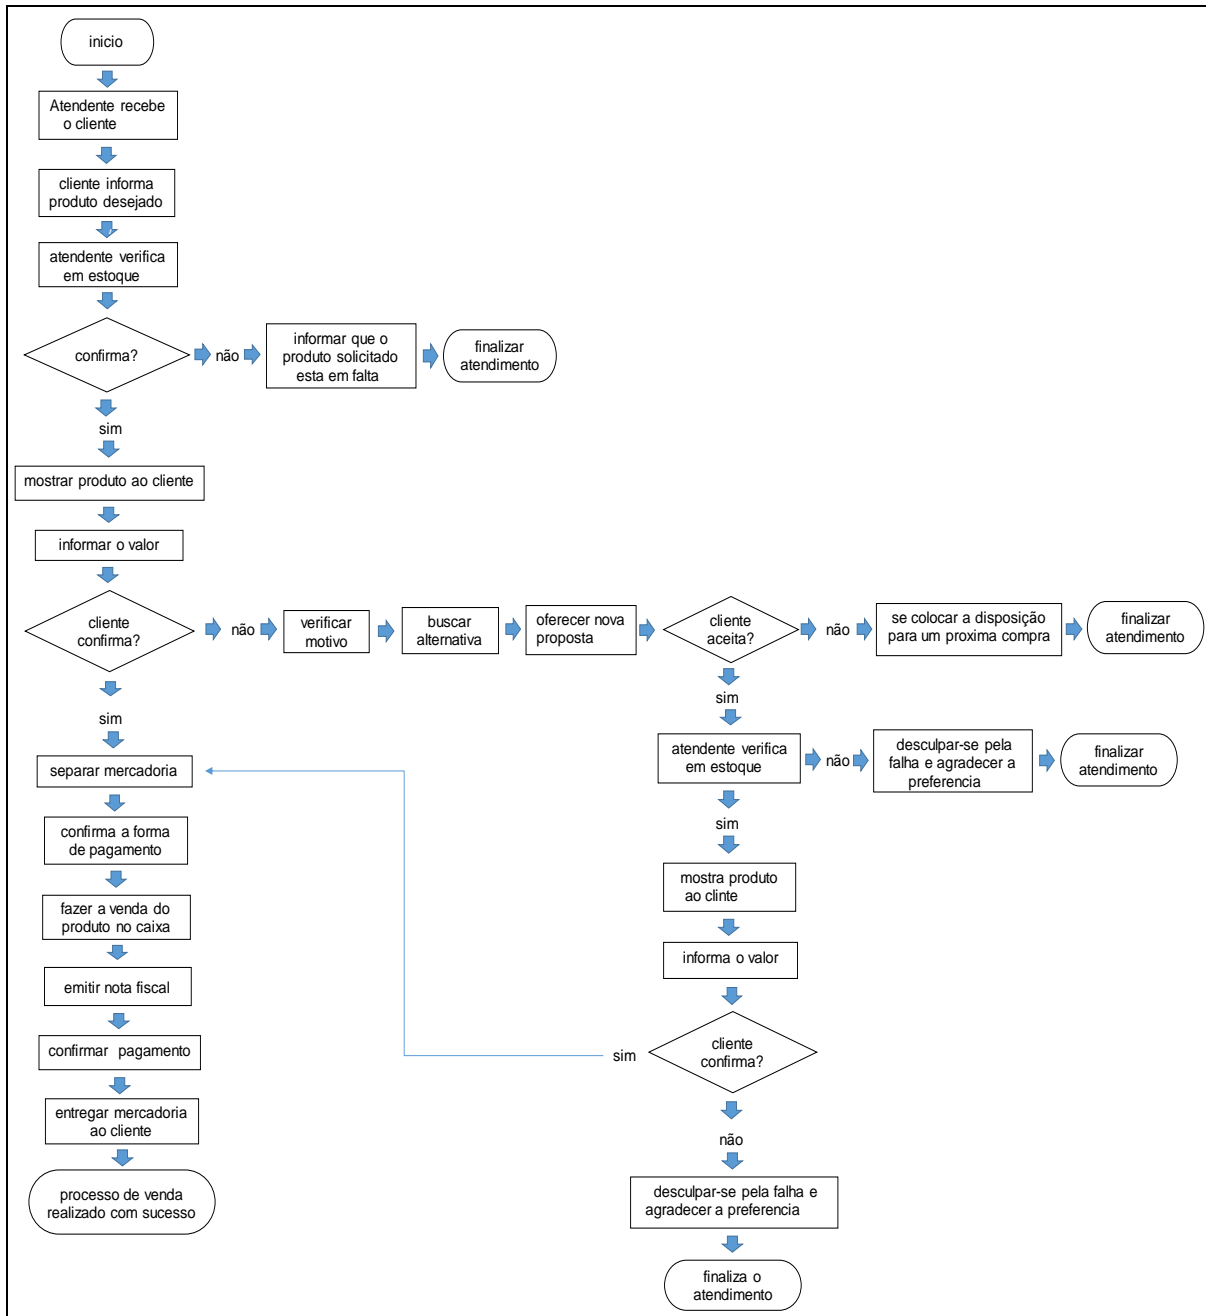 inicio
Atendente recebe
o cliente
cliente informa
produto desejado
atendente verifica
em estoque
confirma?
não
informar que o
produto solicitado
esta em falta
finalizar
atendimento
sim
mostrar produto ao cliente
informar o valor
cliente
confirma?
não
verificar
motivo
buscar
alternativa
oferecer nova
proposta
cliente
aceita?
não
se colocar a disposição
para um proxima compra
finalizar
atendimento
sim
separar mercadoria
confirma a forma
de pagamento
fazer a venda do
produto no caixa
emitir nota fiscal
confirmar pagamento
entregar mercadoria
ao cliente
processo de venda
realizado com sucesso
sim
atendente verifica
em estoque
não
desculpar-se pela
falha e agradecer a
preferencia
finalizar
atendimento
sim
mostra produto
ao clinte
informa o valor
cliente
confirma?
sim
não
desculpar-se pela falha e
agradecer a preferencia
finaliza o
atendimento